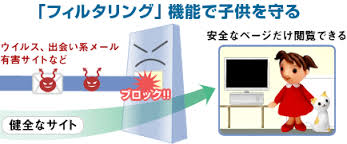 「フィルタリング」機能で子供を守る
ウイルス、出会い系メール
有害サイトなど
安全なページだけ閲覧できる
ブロック!!
健全なサイト